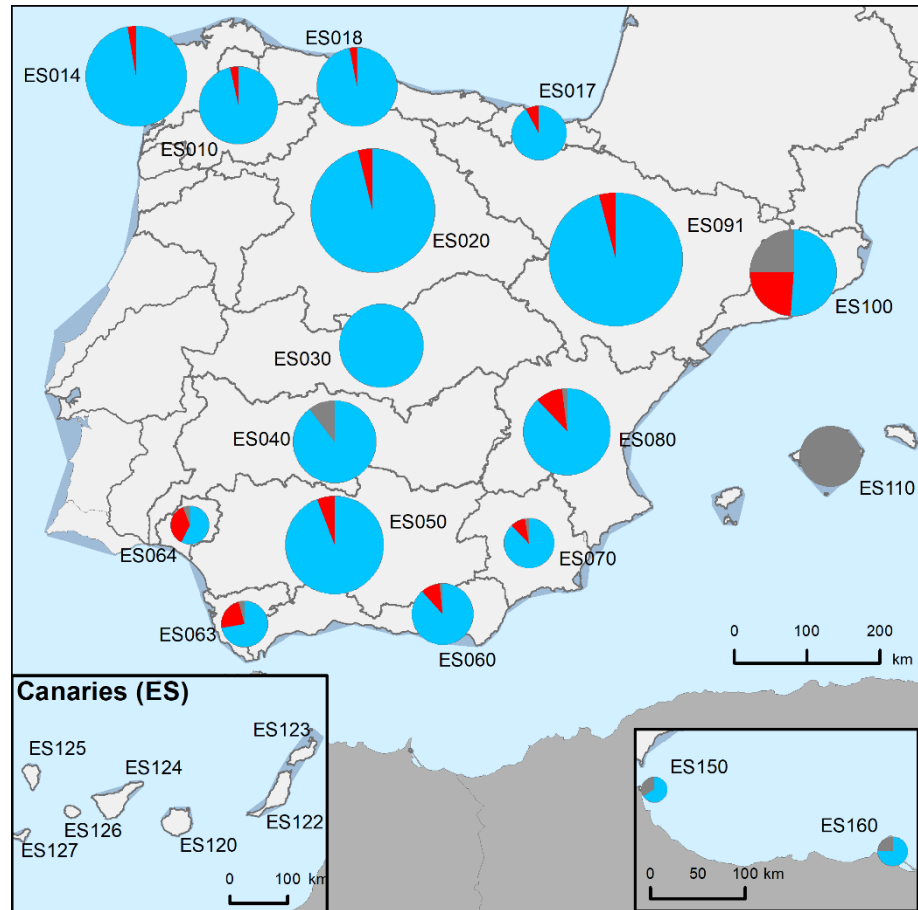 ES018
ES014
ES017
ES010
ES091
ES020
ES100
ES030
ES040
ES080
ES110
ES050
ES064
ES070
ES063
ES060
0 100 200
km
Canaries (ES)
ES123
ES125
ES124
ES150
ES122
ES126
ES160
ES127
ES120
0 100 km
0 50 100
km